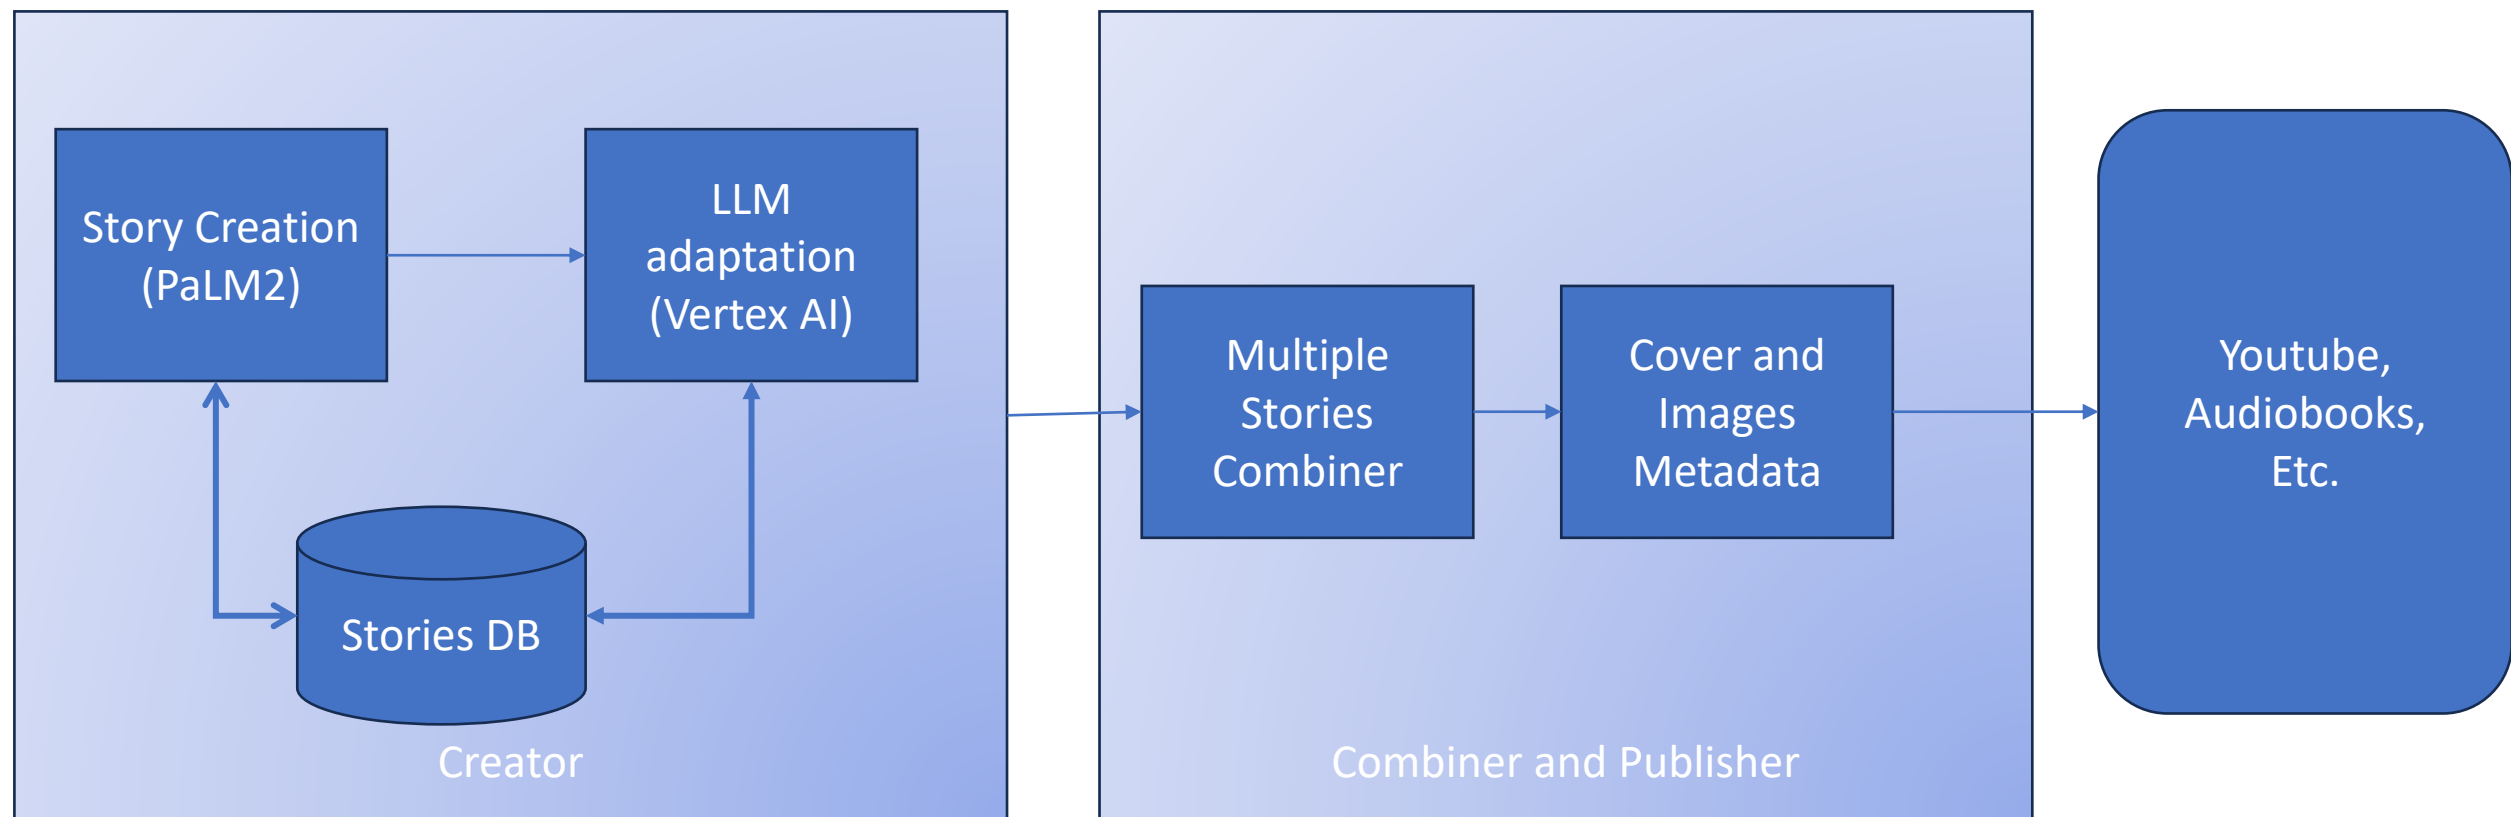 Story Creation
(PaLM2)
LLM
adaptation
(Vertex AI)
Stories DB
Creator
Multiple
Stories
Combiner
Cover and
Images
Metadata
Combiner and Publisher
Youtube,
Audiobooks,
Etc.